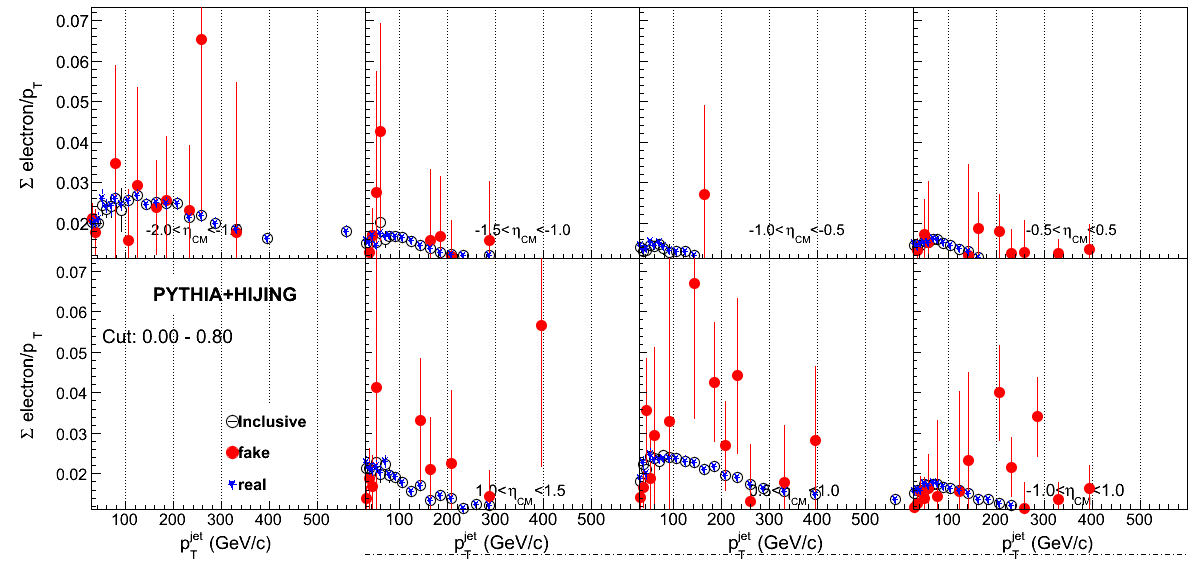 0.07
0.06
0.05
0.04
0.03
0.02
Σ electron/p_T
-2.0<η_CM<-1.
-1.5<η_CM<-1.0
-1.0<η_CM<-0.5
-0.5<η_CM<0.5
0.07
0.06
0.05
0.04
0.03
0.02
Σ electron/p_T
PYTHIA+HIJING
Cut: 0.00 - 0.80
Inclusive
fake
real
1.0<η_CM<1.5
0.5<η_CM<1.0
-1.0<η_CM<1.0
100 200 300 400 500 100 200 300 400 500 100 200 300 400 500 100 200 300 400 500
p_T^jet (GeV/c) p_T^jet (GeV/c) p_T^jet (GeV/c) p_T^jet (GeV/c)